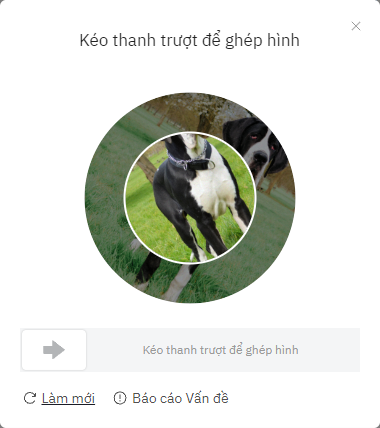 Kéo thanh trượt để ghép hình
Kéo thanh trượt để ghép hình
Làm mới Báo cáo Vấn đề